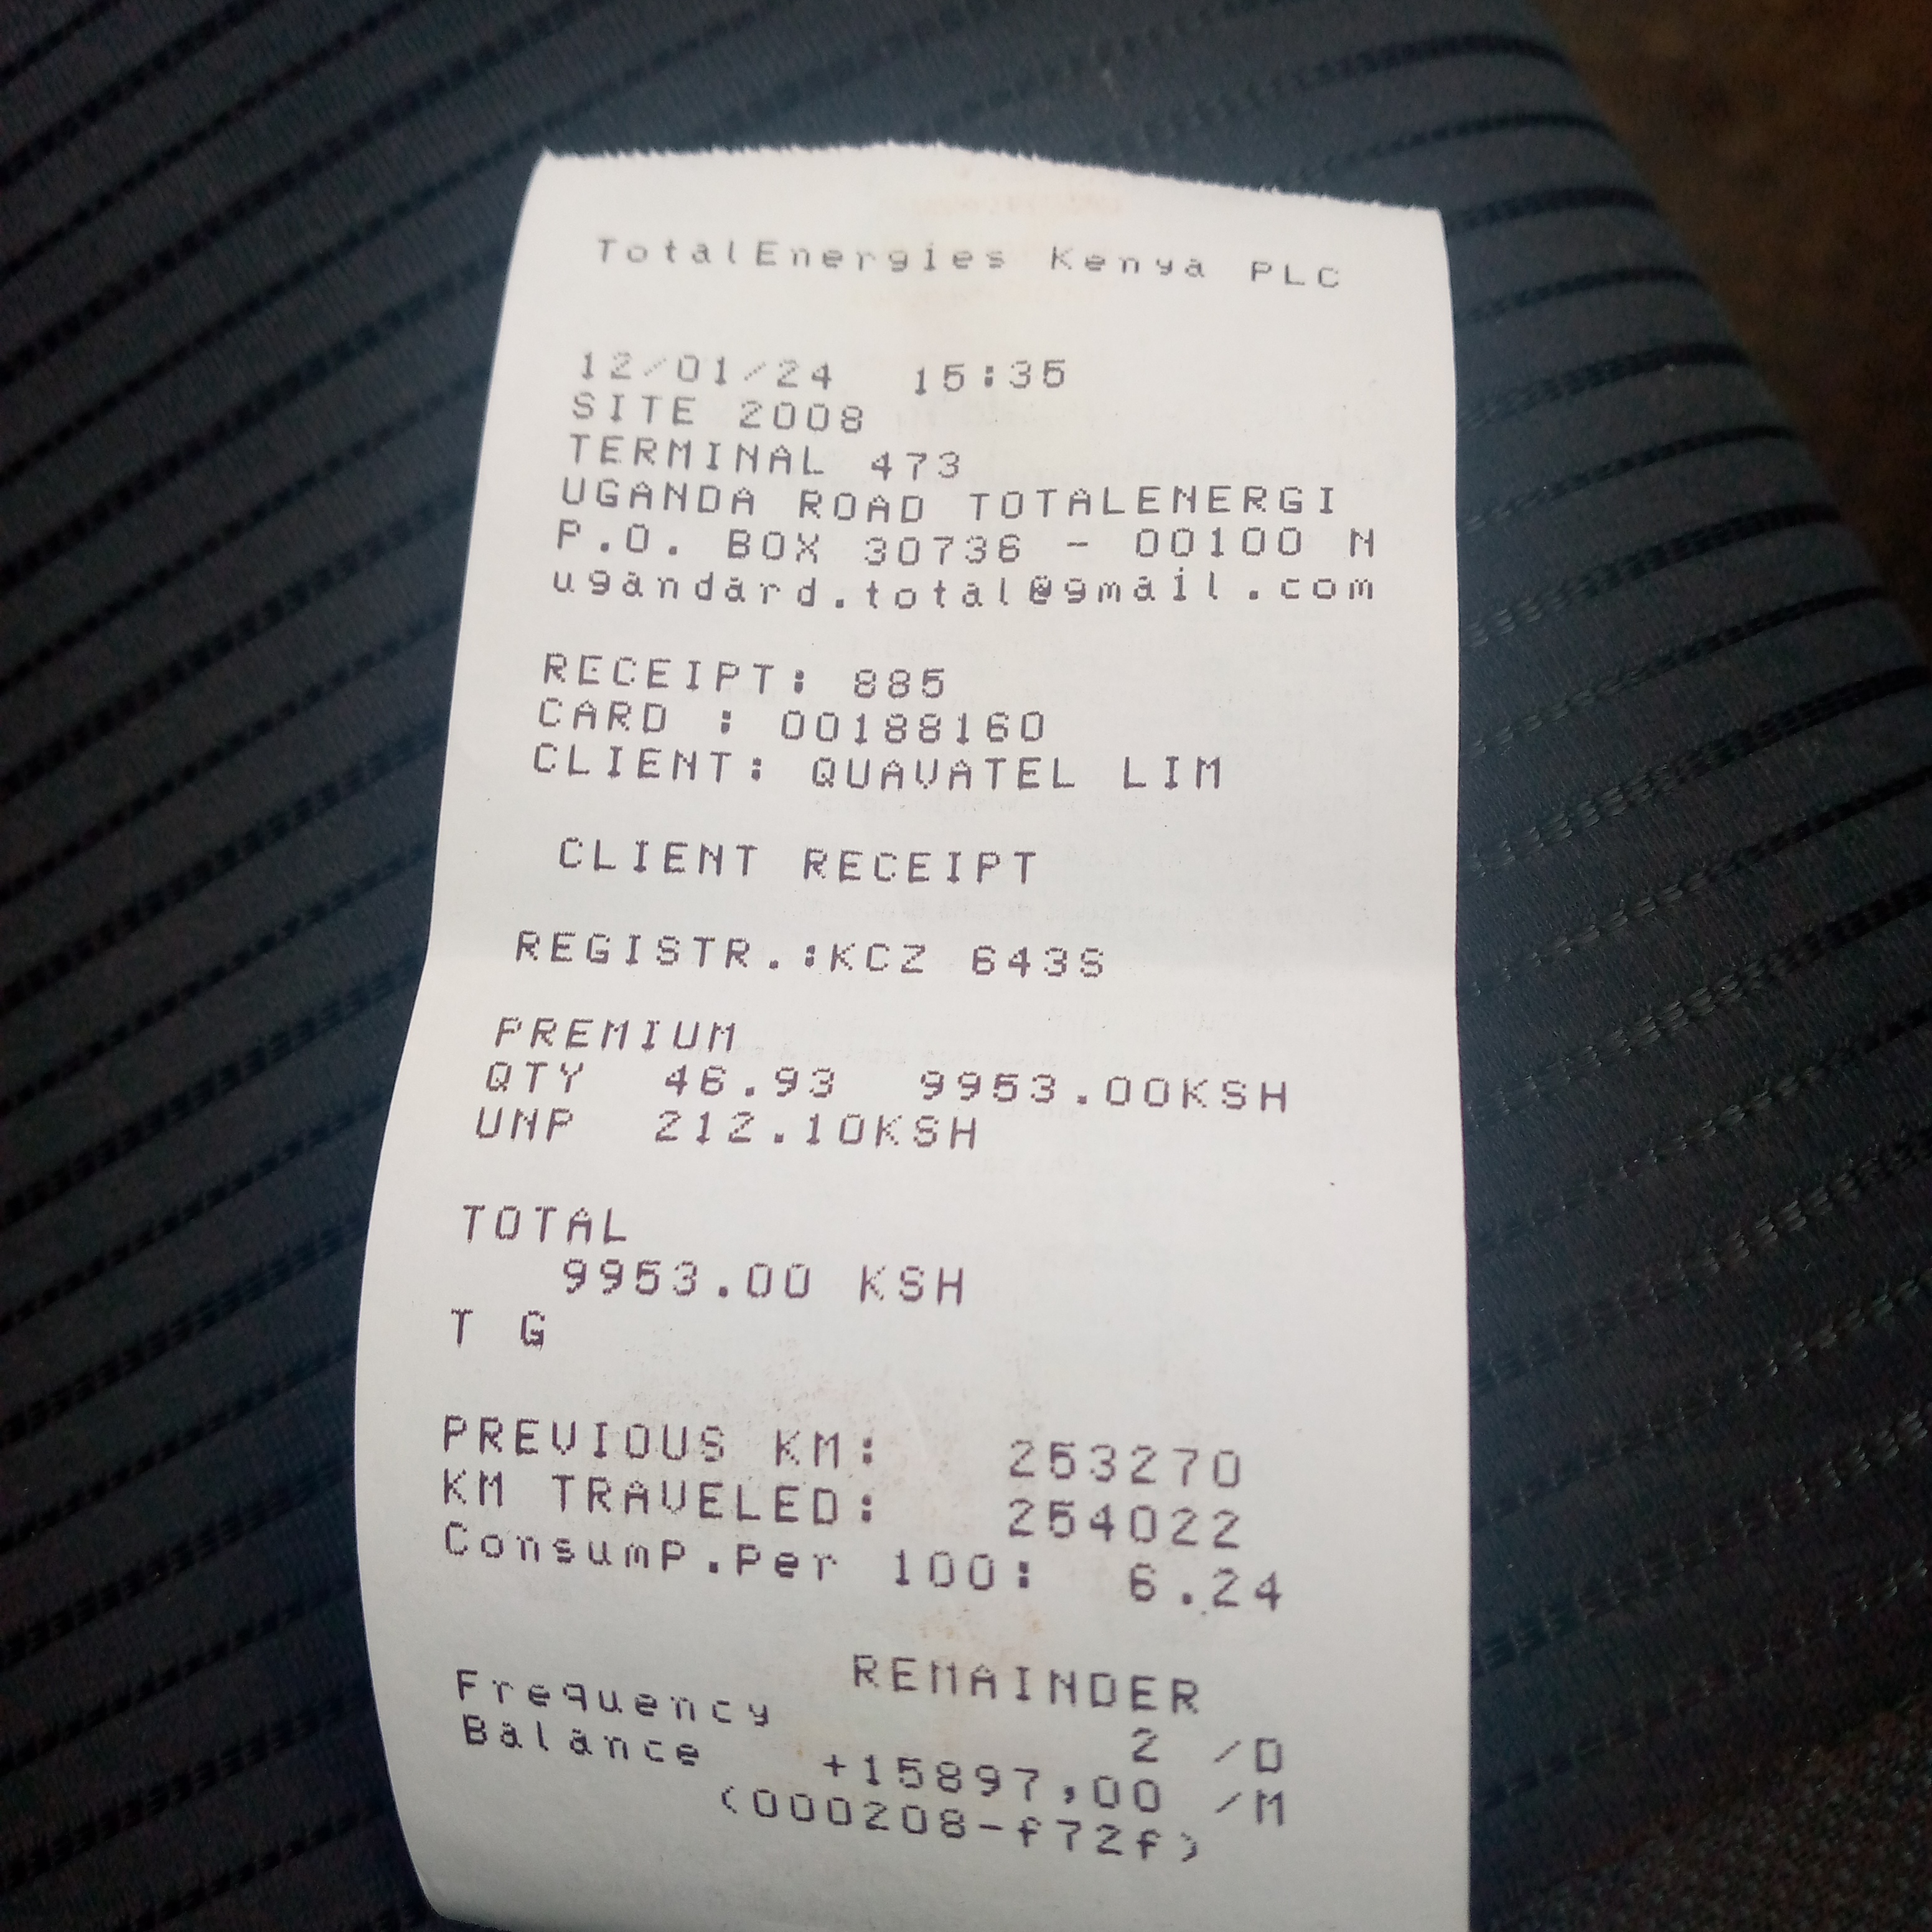 TotalEnergies Kenya PLC
12/01/24 15:35
SITE 2008
TERMINAL 473
UGANDA ROAD TOTALENERGI
P.O. BOX 30736 - 00100 N
ugandard.total@gmail.com
RECEIPT: 885
CARD : 00188160
CLIENT: QUAVATEL LIM
CLIENT RECEIPT
REGISTR.:KCZ 643S
PREMIUM
QTY 46.93 9953.00KSH
UNP 212.10KSH
TOTAL
9953.00 KSH
T G
PREVIOUS KM: 253270
KM TRAVELED: 254022
Consump.Per 100: 6.24
REMAINDER
Frequency 2 /D
Balance +15897,00 /M
(000208-f72f)